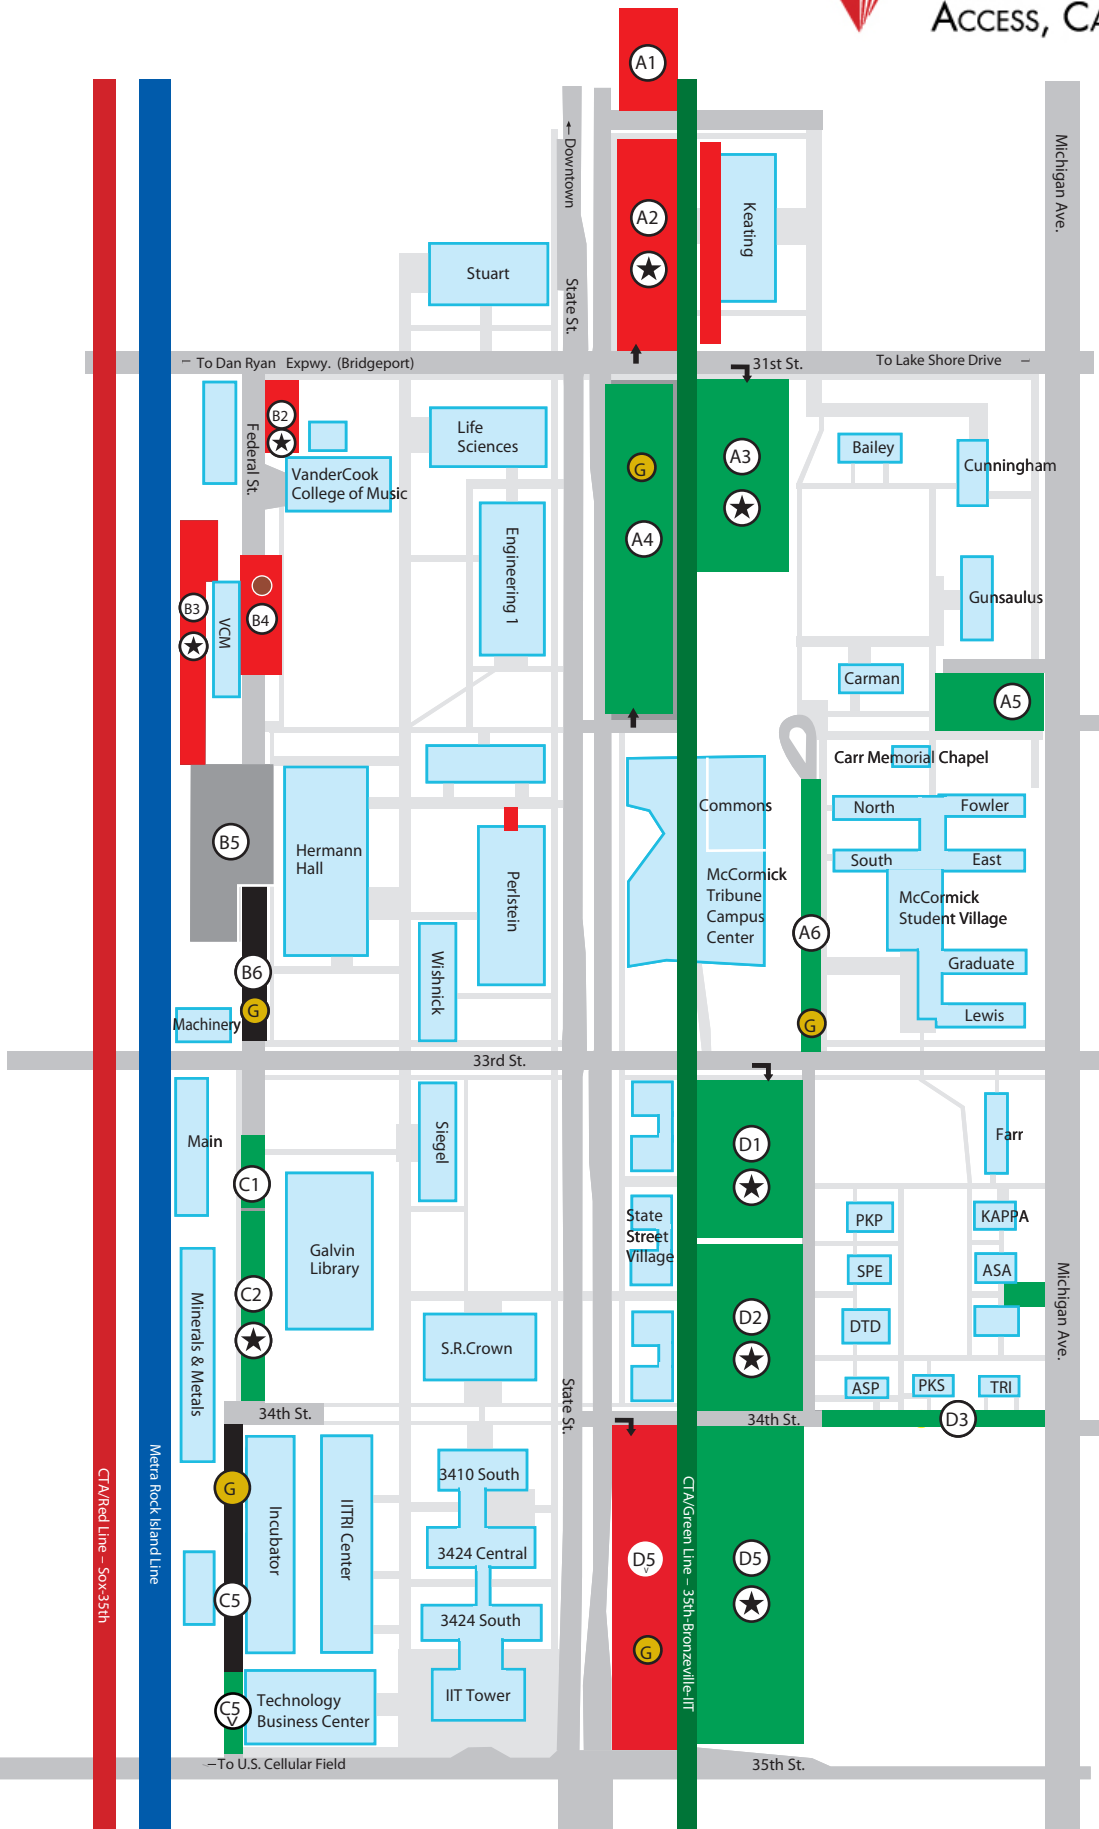 ACCESS, CA
A1
← Downtown
Michigan Ave.
A2
Keating
Stuart
State St.
— To Dan Ryan Expwy. (Bridgeport)
31st St.
To Lake Shore Drive —
B2
Federal St.
Life
Sciences
VanderCook
College of Music
G
A3
A4
Bailey
Cunningham
Engineering 1
Gunsaulus
B3
VCM
B4
Carman
A5
Carr Memorial Chapel
Commons
North
Fowler
B5
Hermann
Hall
South
East
Perlstein
McCormick
Tribune
Campus
Center
McCormick
Student Village
A6
Wishnick
Graduate
B6
G
G
Machinery
Lewis
33rd St.
Main
Siegel
D1
Farr
C1
State
Street
Village
PKP
KAPPA
Galvin
Library
SPE
ASA
C2
Minerals & Metals
D2
DTD
Michigan Ave.
S.R.Crown
ASP
PKS
TRI
34th St.
State St.
34th St.
D3
Metra Rock Island Line
CTA/Red Line – Sox-35th
3410 South
G
Incubator
IITRI Center
CTA/Green Line – 35th-Bronzeville-IIT
3424 Central
D5
v
D5
C5
3424 South
G
IIT Tower
C5
V
Technology
Business Center
—To U.S. Cellular Field
35th St.